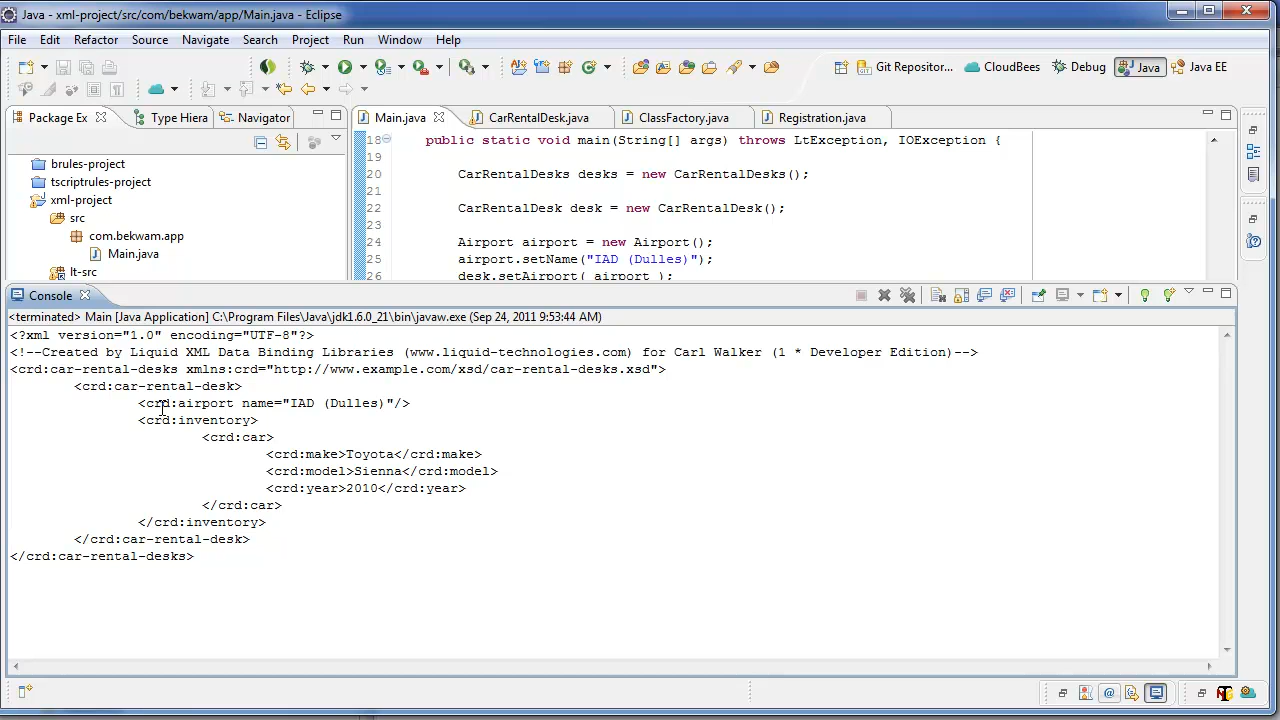 Java - xml-project/src/com/bekwam/app/Main.java - Eclipse
File Edit Refactor Source Navigate Search Project Run Window Help
Git Repositor... CloudBees Debug Java Java EE
Package Ex Type Hiera Navigator
Main.java CarRentalDesk.java ClassFactory.java Registration.java
brules-project
tscriptrules-project
xml-project
src
com.bekwam.app
Main.java
lt-src
18 public static void main(String[] args) throws LtException, IOException {
19
20 CarRentalDesks desks = new CarRentalDesks();
21
22 CarRentalDesk desk = new CarRentalDesk();
23
24 Airport airport = new Airport();
25 airport.setName("IAD (Dulles)");
26 desk.setAirport( airport );
Console
<terminated> Main [Java Application] C:\Program Files\Java\jdk1.6.0_21\bin\javaw.exe (Sep 24, 2011 9:53:44 AM)
<?xml version="1.0" encoding="UTF-8"?>
<!--Created by Liquid XML Data Binding Libraries (www.liquid-technologies.com) for Carl Walker (1 * Developer Edition)-->
<crd:car-rental-desks xmlns:crd="http://www.example.com/xsd/car-rental-desks.xsd">
<crd:car-rental-desk>
<crd:airport name="IAD (Dulles)"/>
<crd:inventory>
<crd:car>
<crd:make>Toyota</crd:make>
<crd:model>Sienna</crd:model>
<crd:year>2010</crd:year>
</crd:car>
</crd:inventory>
</crd:car-rental-desk>
</crd:car-rental-desks>